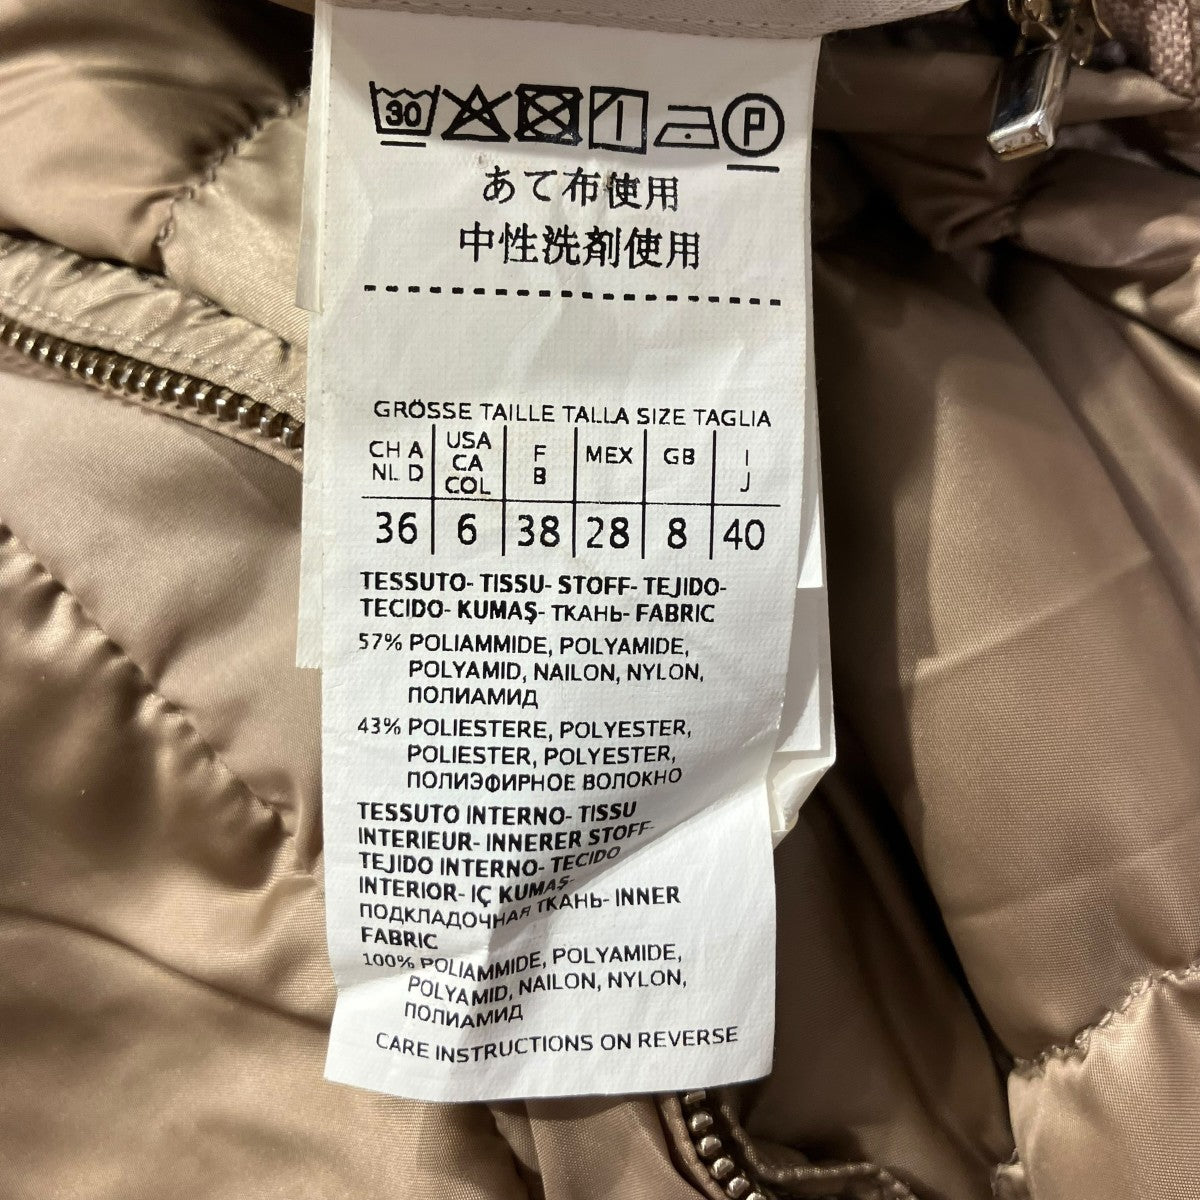 30 P
あて布使用
中性洗剤使用
GRÖSSE TAILLE TALLA SIZE TAGLIA
CH A NL D USA CA COL F B MEX GB I J
36 6 38 28 8 40
TESSUTO- TISSU- STOFF- TEJIDO-
TECIDO- KUMAŞ- ТКАНЬ- FABRIC
57% POLIAMMIDE, POLYAMIDE,
POLYAMID, NAILON, NYLON,
ПОЛИАМИД
43% POLIESTERE, POLYESTER,
POLIESTER, POLYESTER,
ПОЛИЭФИРНОЕ ВОЛОКНО
TESSUTO INTERNO- TISSU
INTERIEUR- INNERER STOFF-
TEJIDO INTERNO- TECIDO
INTERIOR- IÇ KUMAŞ-
ПОДКЛАДОЧНАЯ ТКАНЬ- INNER
FABRIC
100% POLIAMMIDE, POLYAMIDE,
POLYAMID, NAILON, NYLON,
ПОЛИАМИД
CARE INSTRUCTIONS ON REVERSE